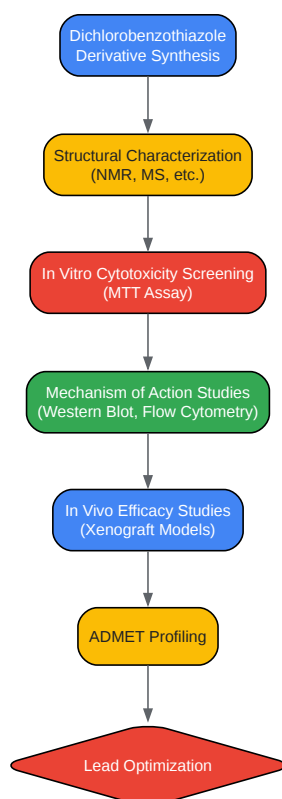 Dichlorobenzothiazole
Derivative Synthesis
Structural Characterization
(NMR, MS, etc.)
In Vitro Cytotoxicity Screening
(MTT Assay)
Mechanism of Action Studies
(Western Blot, Flow Cytometry)
In Vivo Efficacy Studies
(Xenograft Models)
ADMET Profiling
Lead Optimization